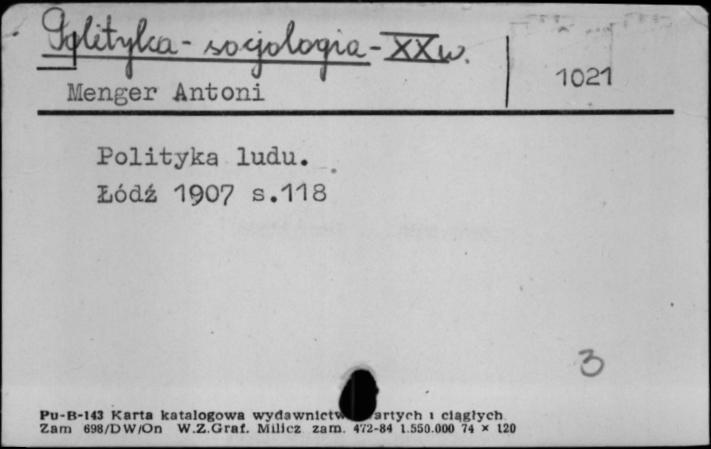 Polityka - socjologia - XX w.
Menger Antoni
1021
Polityka ludu.
Łódź 1907 s.118
3
Pu-B-143 Karta katalogowa wydawnictw artych i ciągłych
Zam 698/DW/On W.Z.Graf. Milicz zam. 472-84 1.550.000 74 × 120